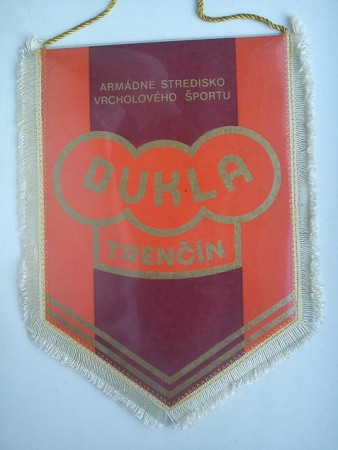 ARMÁDNE STREDISKO
VRCHOLOVÉHO ŠPORTU
DUKLA
TRENČÍN